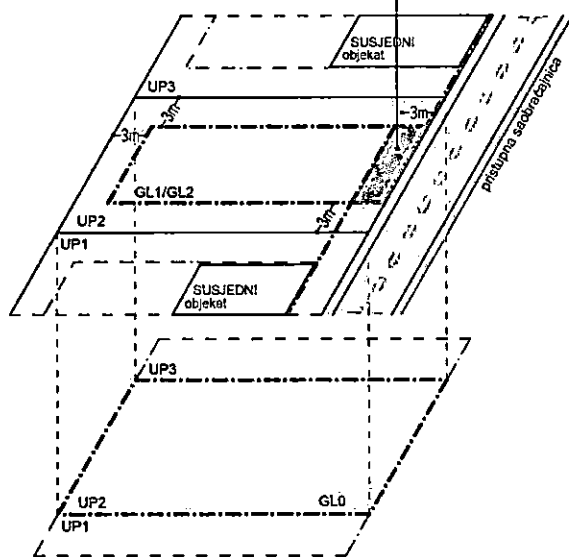 SUSJEDNI
objekat
UP3
3m
3m
3m
pristupna saobraćajnica
GL1/GL2
3m
UP2
UP1
SUSJEDNI
objekat
UP3
UP2
GL0
UP1